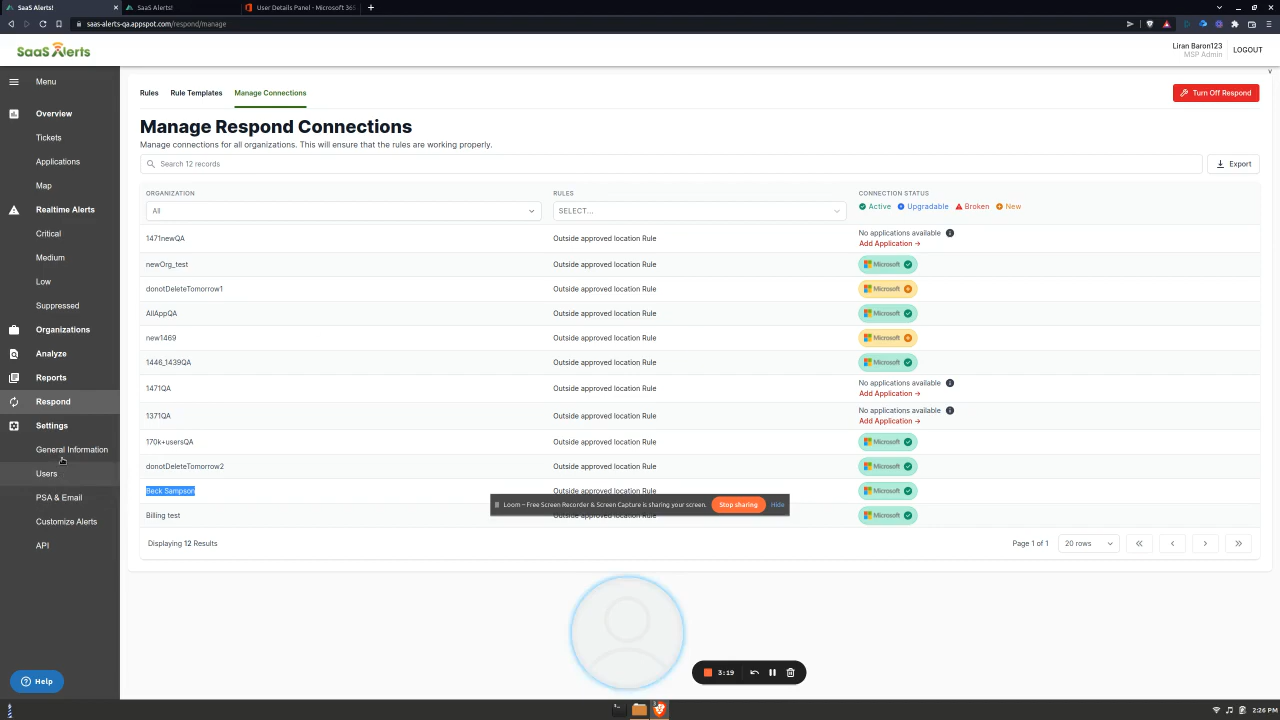 SaaS Alerts!
SaaS Alerts!
User Details Panel - Microsoft 365
saas-alerts-qa.appspot.com/respond/manage
SaaS Alerts
Liran Baron123
MSP Admin
LOGOUT
Menu
Overview
Tickets
Applications
Map
Realtime Alerts
Critical
Medium
Low
Suppressed
Organizations
Analyze
Reports
Respond
Settings
General Information
Users
PSA & Email
Customize Alerts
API
Help
Rules Rule Templates Manage Connections
Turn Off Respond
Manage Respond Connections
Manage connections for all organizations. This will ensure that the rules are working properly.
Search 12 records
Export
ORGANIZATION RULES CONNECTION STATUS
All SELECT... Active Upgradable Broken New
1471newQA Outside approved location Rule No applications available
Add Application →
newOrg_test Outside approved location Rule Microsoft
donotDeleteTomorrow1 Outside approved location Rule Microsoft
AllAppQA Outside approved location Rule Microsoft
new1469 Outside approved location Rule Microsoft
1446_1439QA Outside approved location Rule Microsoft
1471QA Outside approved location Rule No applications available
Add Application →
1371QA Outside approved location Rule No applications available
Add Application →
170k+usersQA Outside approved location Rule Microsoft
donotDeleteTomorrow2 Outside approved location Rule Microsoft
Beck Sampson Outside approved location Rule Microsoft
Loom – Free Screen Recorder & Screen Capture is sharing your screen. Stop sharing Hide
Billing test Outside approved location Rule Microsoft
Displaying 12 Results Page 1 of 1 20 rows
3:19
2:26 PM